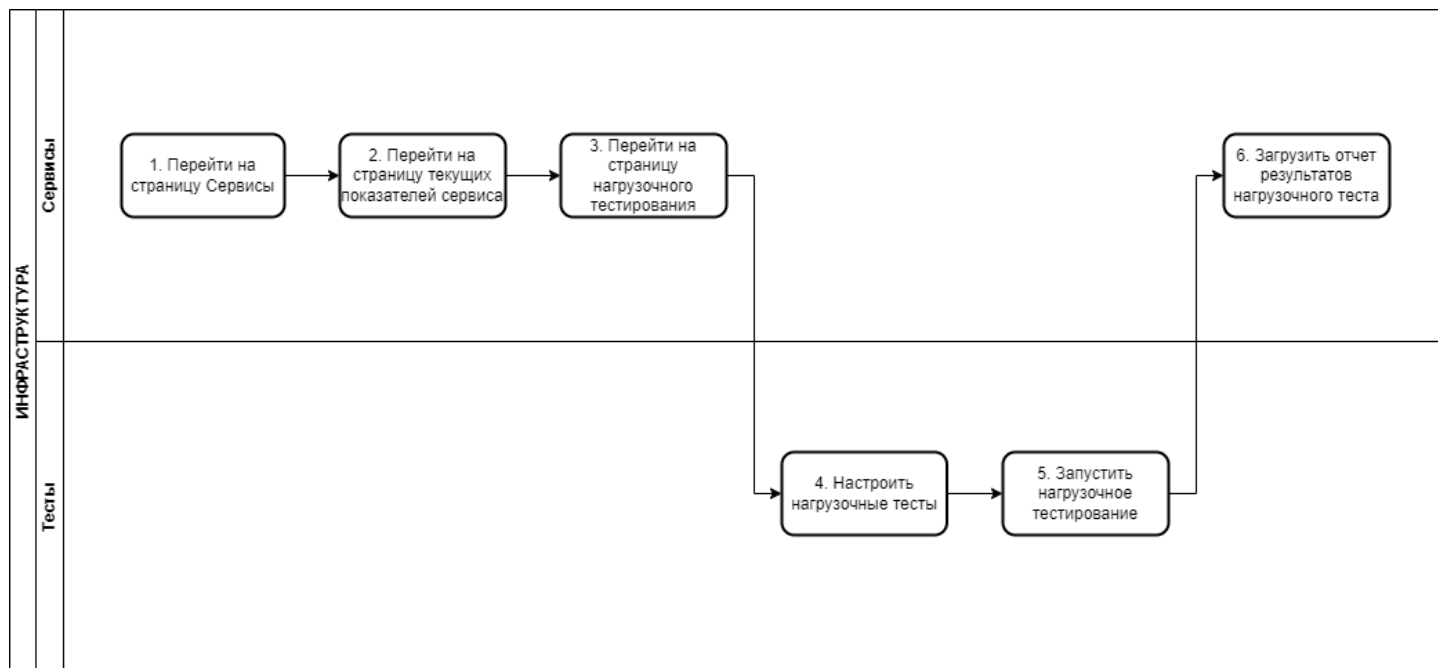 ИНФРАСТРУКТУРА
Сервисы
1. Перейти на
страницу Сервисы
2. Перейти на
страницу текущих
показателей сервиса
3. Перейти на
страницу
нагрузочного
тестирования
6. Загрузить отчет
результатов
нагрузочного теста
Тесты
4. Настроить
нагрузочные тесты
5. Запустить
нагрузочное
тестирование